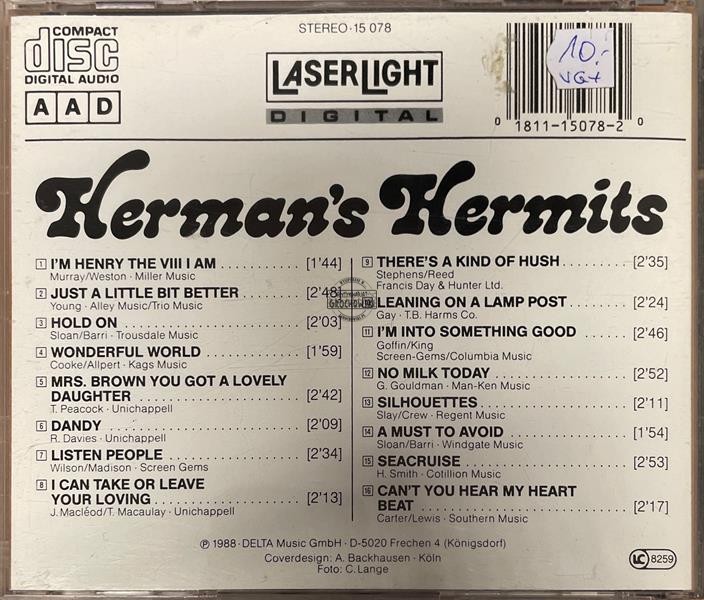 COMPACT
disc
DIGITAL AUDIO
AAD
STEREO · 15 078
LASERLIGHT
DIGITAL
10.-
VG+
0 1811-15078-2 0
Herman's Hermits
1 I'M HENRY THE VIII I AM [1'44]
Murray/Weston · Miller Music
2 JUST A LITTLE BIT BETTER [2'48]
Young · Alley Music/Trio Music
3 HOLD ON [2'03]
Sloan/Barri · Trousdale Music
4 WONDERFUL WORLD [1'59]
Cooke/Allpert · Kags Music
5 MRS. BROWN YOU GOT A LOVELY
DAUGHTER [2'42]
T. Peacock · Unichappell
6 DANDY [2'09]
R. Davies · Unichappell
7 LISTEN PEOPLE [2'34]
Wilson/Madison · Screen Gems
8 I CAN TAKE OR LEAVE
YOUR LOVING [2'13]
J. Macléod/T. Macaulay · Unichappell
9 THERE'S A KIND OF HUSH [2'35]
Stephens/Reed
Francis Day & Hunter Ltd.
LEANING ON A LAMP POST [2'24]
Gay · T.B. Harms Co.
11 I'M INTO SOMETHING GOOD [2'46]
Goffin/King
Screen-Gems/Columbia Music
12 NO MILK TODAY [2'52]
G. Gouldman · Man-Ken Music
13 SILHOUETTES [2'11]
Slay/Crew · Regent Music
14 A MUST TO AVOID [1'54]
Sloan/Barri · Windgate Music
15 SEACRUISE [2'53]
H. Smith · Cotillion Music
16 CAN'T YOU HEAR MY HEART
BEAT [2'17]
Carter/Lewis · Southern Music
℗ 1988 · DELTA Music GmbH · D-5020 Frechen 4 (Königsdorf)
Coverdesign: A. Backhausen · Köln
Foto: C. Lange
LC 8259